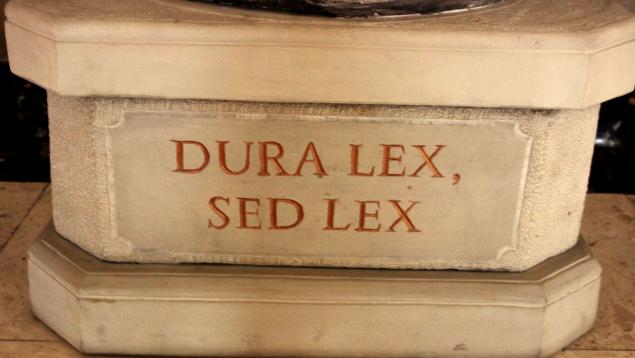 DURA LEX,
SED LEX